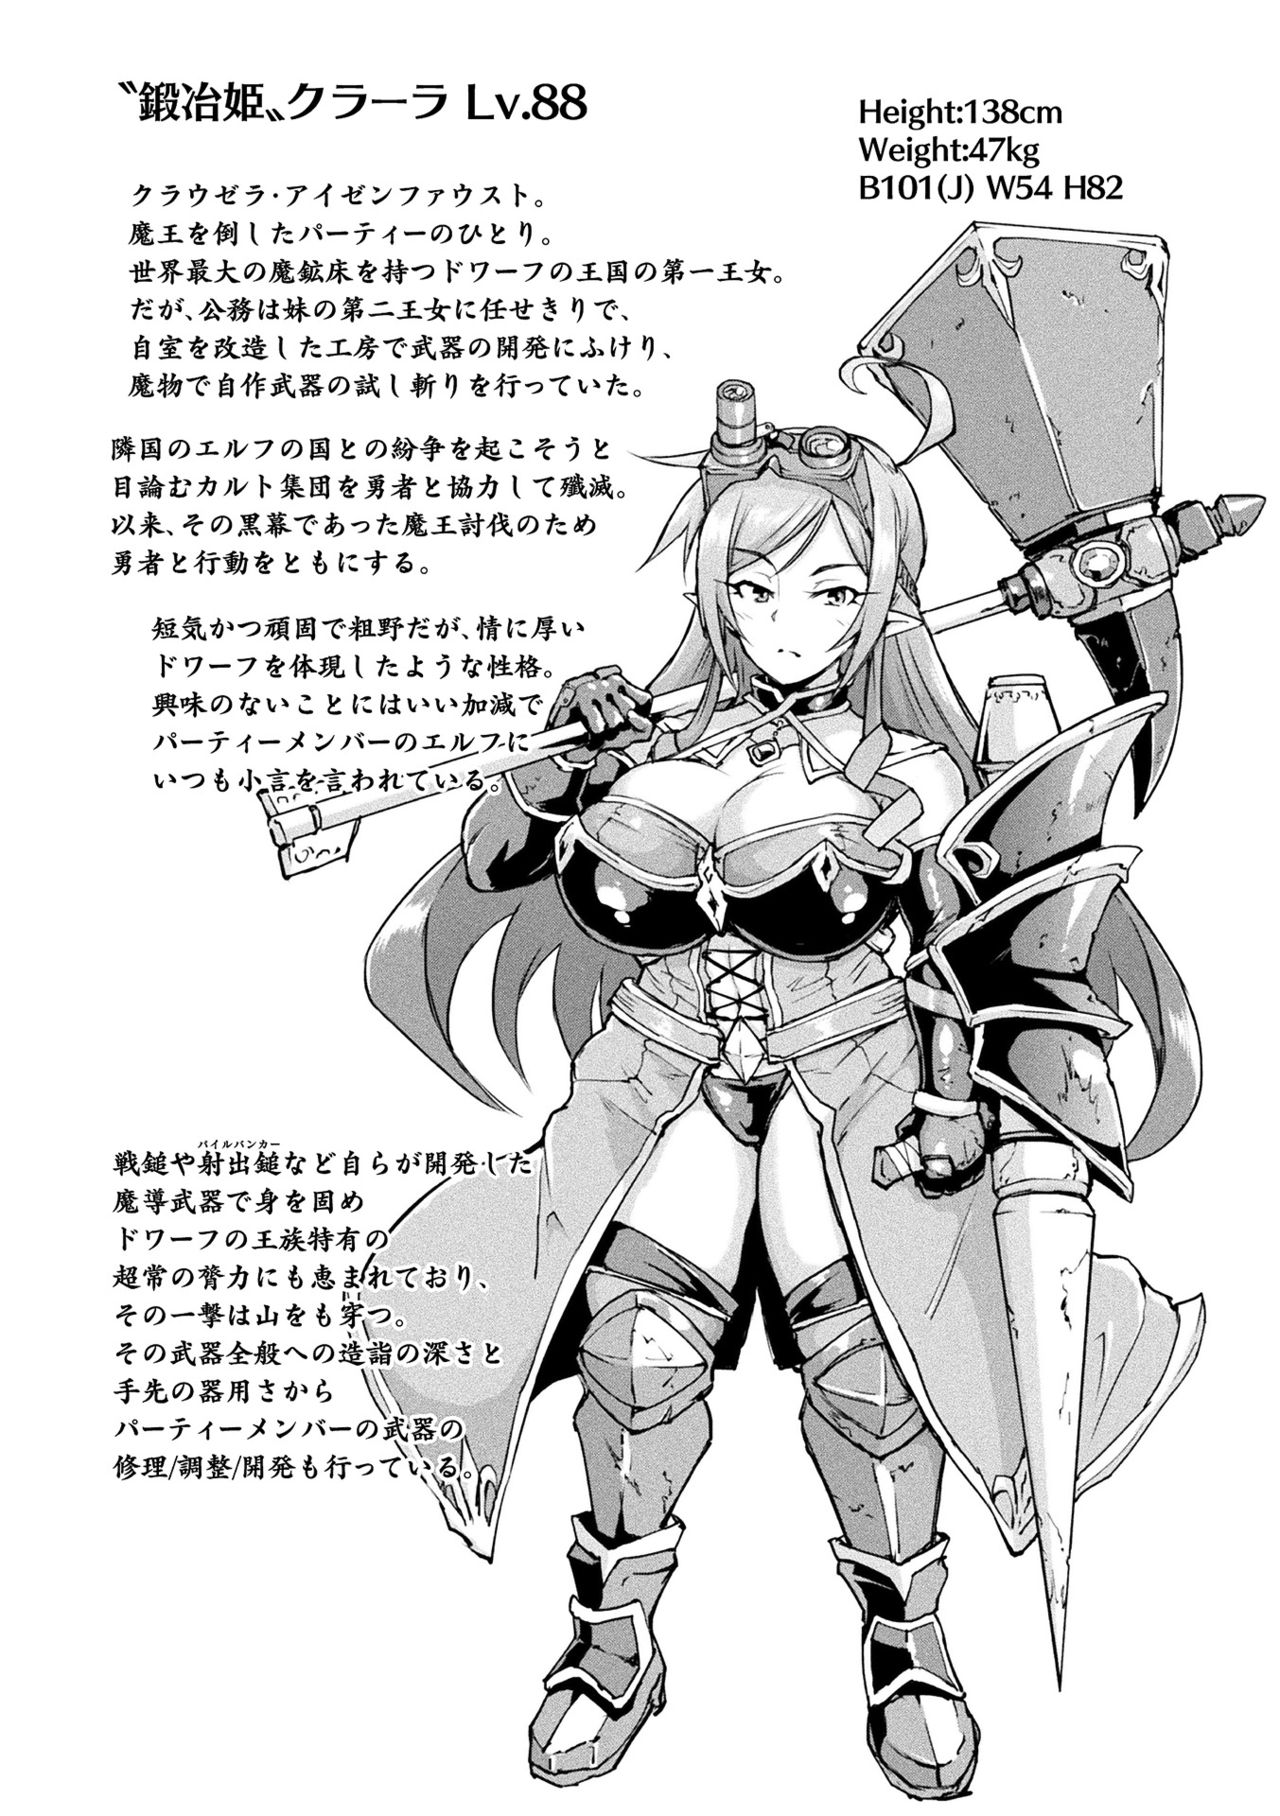 〝鍛冶姫〟クラーラ Lv.88
Height:138cm
Weight:47kg
B101(J) W54 H82
クラウゼラ・アイゼンファウスト。
魔王を倒したパーティーのひとり。
世界最大の魔鉱床を持つドワーフの王国の第一王女。
だが、公務は妹の第二王女に任せきりで、
自室を改造した工房で武器の開発にふけり、
魔物で自作武器の試し斬りを行っていた。
隣国のエルフの国との紛争を起こそうと
目論むカルト集団を勇者と協力して殲滅。
以来、その黒幕であった魔王討伐のため
勇者と行動をともにする。
短気かつ頑固で粗野だが、情に厚い
ドワーフを体現したような性格。
興味のないことにはいい加減で
パーティーメンバーのエルフに
いつも小言を言われている。
パイルバンカー
戦鎚や射出鎚など自らが開発した
魔導武器で身を固め
ドワーフの王族特有の
超常の膂力にも恵まれており、
その一撃は山をも穿つ。
その武器全般への造詣の深さと
手先の器用さから
パーティーメンバーの武器の
修理/調整/開発も行っている。